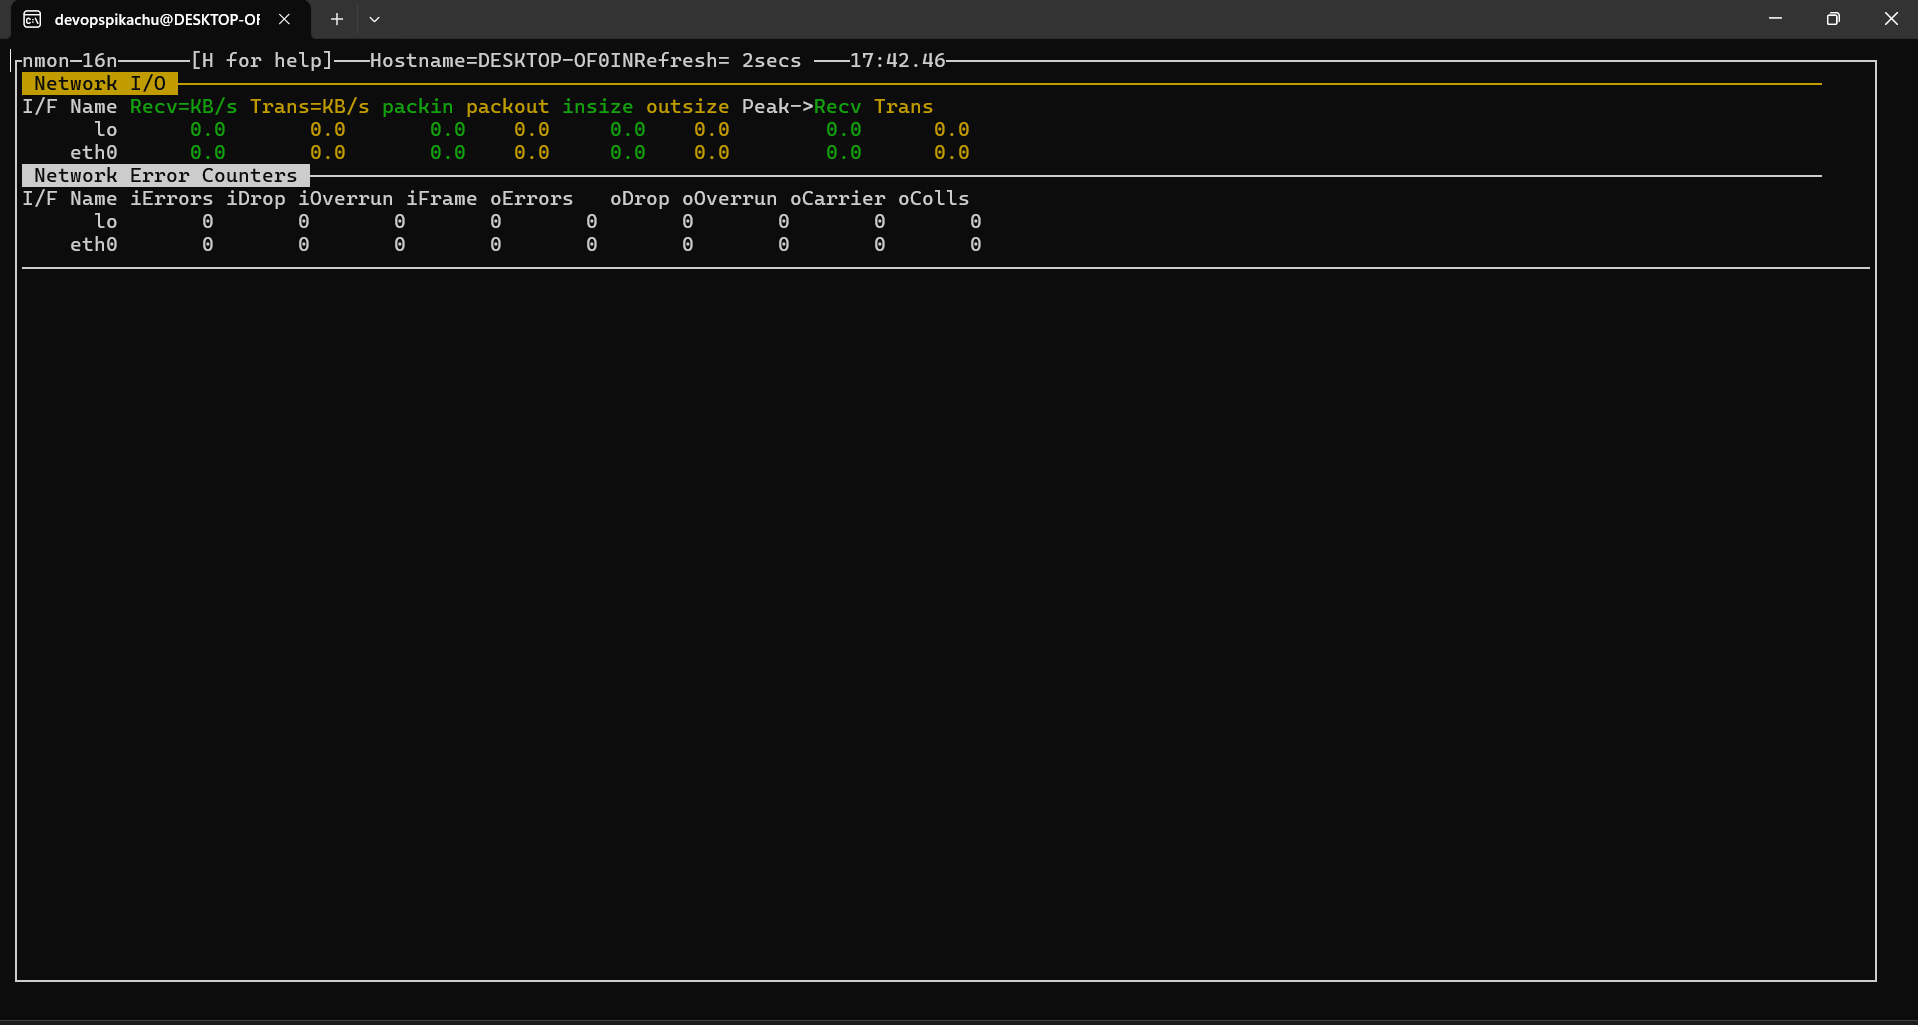 devopspikachu@DESKTOP-OF
nmon─16n──────[H for help]───Hostname=DESKTOP-OF0INRefresh= 2secs ───17:42.46
Network I/O
I/F Name Recv=KB/s Trans=KB/s packin packout insize outsize Peak->Recv Trans
lo 0.0 0.0 0.0 0.0 0.0 0.0 0.0 0.0
eth0 0.0 0.0 0.0 0.0 0.0 0.0 0.0 0.0
Network Error Counters
I/F Name iErrors iDrop iOverrun iFrame oErrors oDrop oOverrun oCarrier oColls
lo 0 0 0 0 0 0 0 0 0
eth0 0 0 0 0 0 0 0 0 0